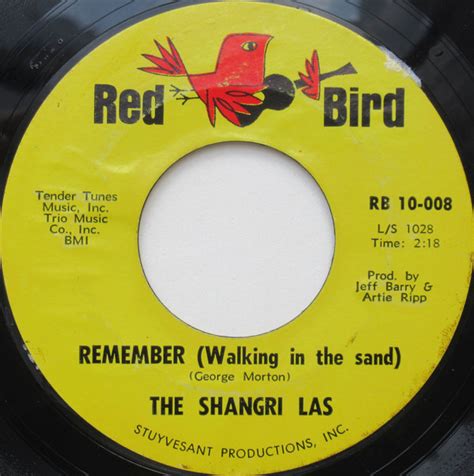 Red Bird
Tender Tunes
Music, Inc.
Trio Music
Co., Inc.
BMI
RB 10-008
L/S 1028
Time: 2:18
Prod. by
Jeff Barry &
Artie Ripp
REMEMBER (Walking in the sand)
(George Morton)
THE SHANGRI LAS
STUYVESANT PRODUCTIONS, INC.